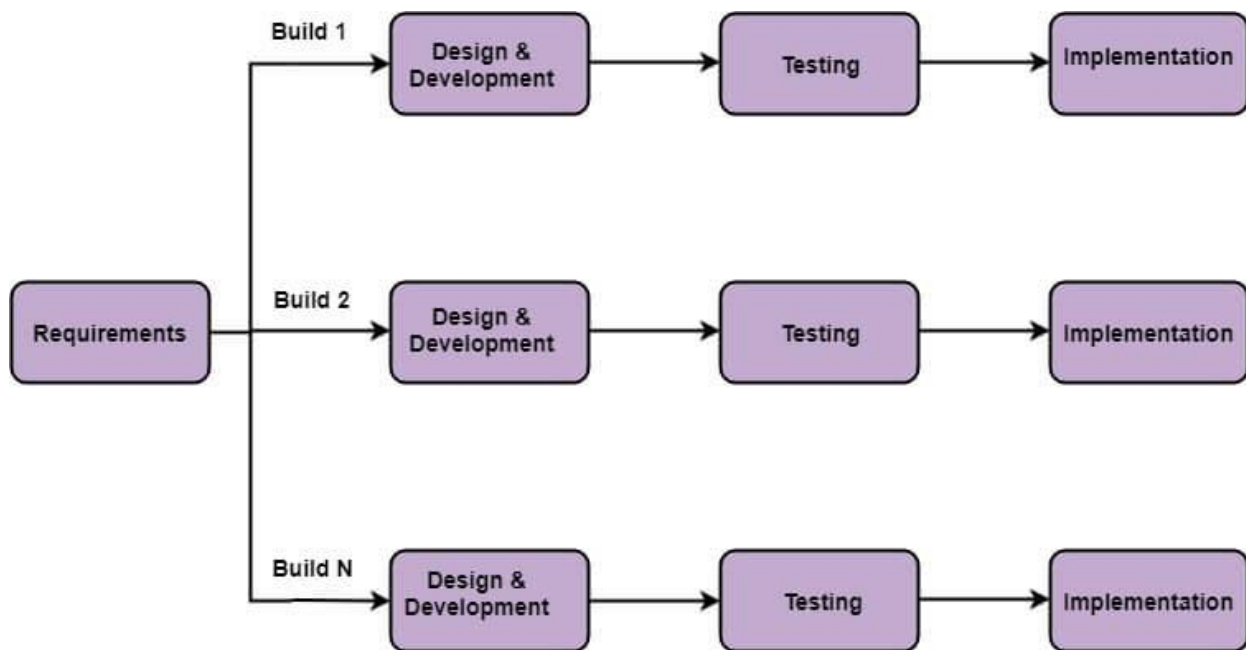 Build 1
Design &
Development
Testing
Implementation
Requirements
Build 2
Design &
Development
Testing
Implementation
Build N
Design &
Development
Testing
Implementation